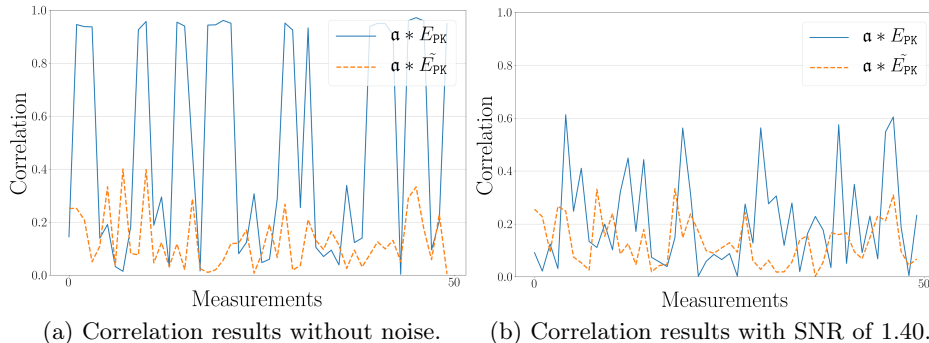 1.0
0.8
0.6
0.4
0.2
0.0
Correlation
𝔞 * E_PK
𝔞 * Ẽ_PK
0
50
Measurements
(a) Correlation results without noise.
1.0
0.8
0.6
0.4
0.2
0.0
Correlation
𝔞 * E_PK
𝔞 * Ẽ_PK
0
50
Measurements
(b) Correlation results with SNR of 1.40.